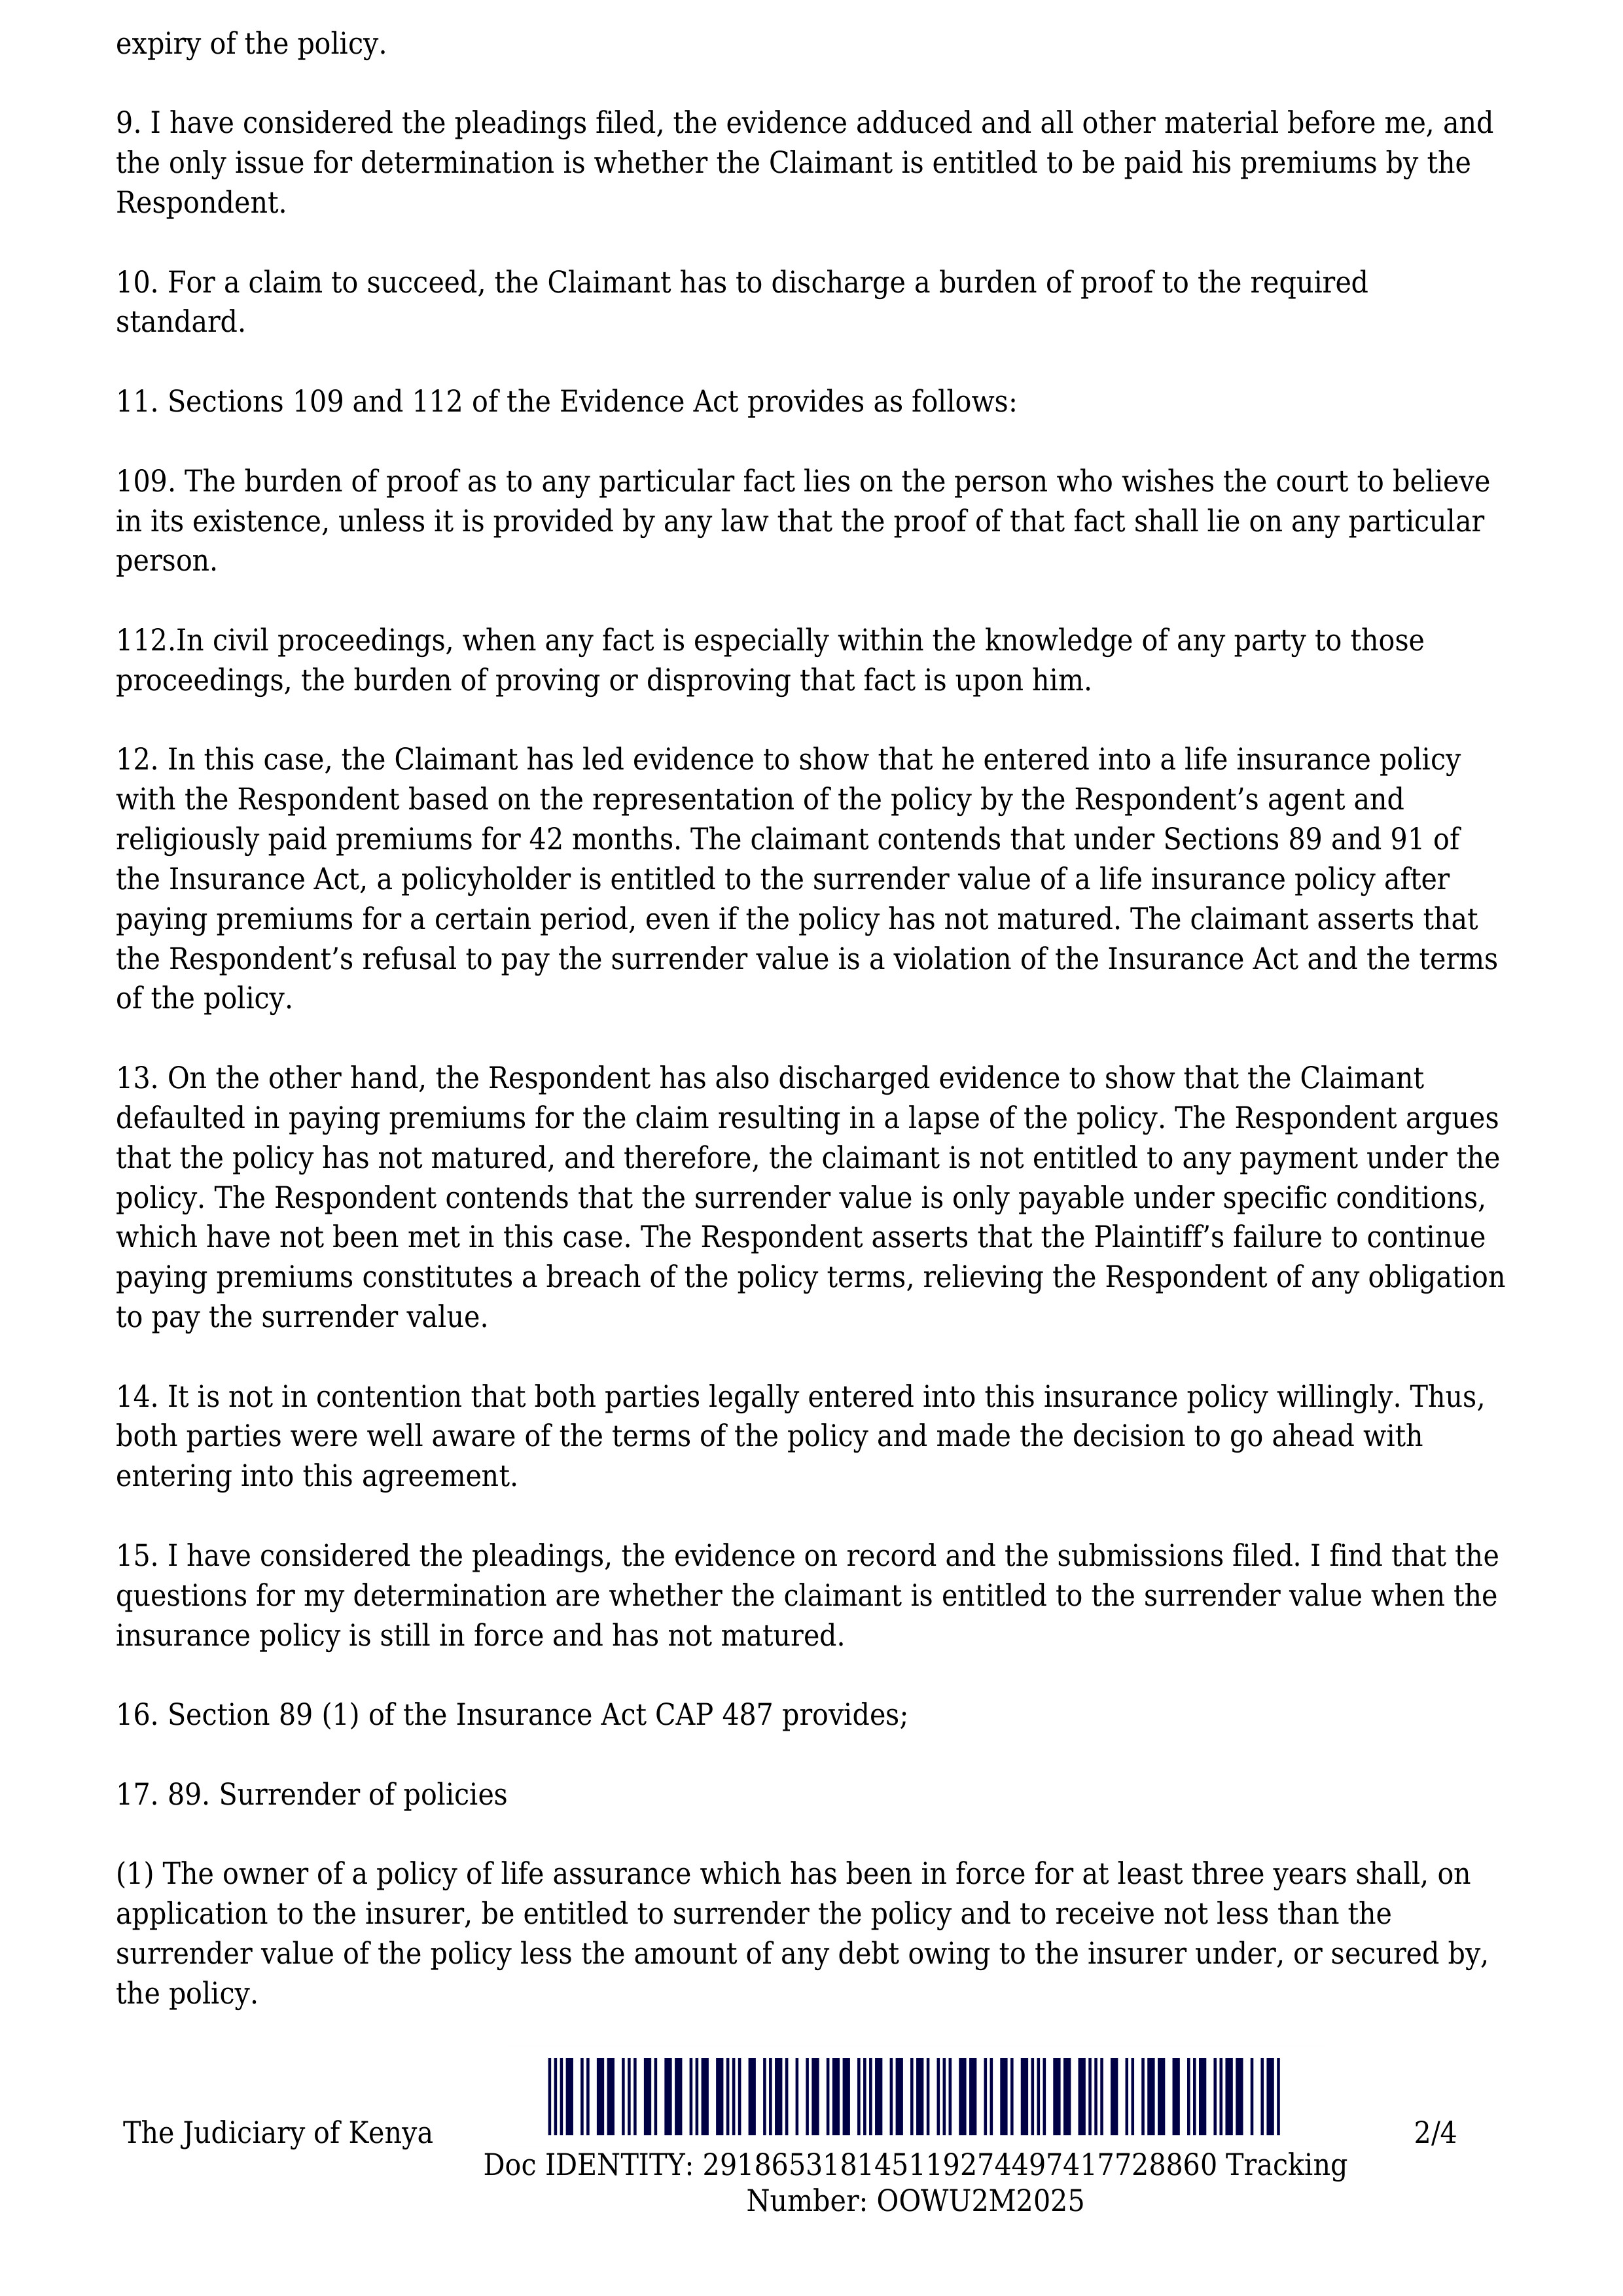 expiry of the policy.
9. I have considered the pleadings filed, the evidence adduced and all other material before me, and
the only issue for determination is whether the Claimant is entitled to be paid his premiums by the
Respondent.
10. For a claim to succeed, the Claimant has to discharge a burden of proof to the required
standard.
11. Sections 109 and 112 of the Evidence Act provides as follows:
109. The burden of proof as to any particular fact lies on the person who wishes the court to believe
in its existence, unless it is provided by any law that the proof of that fact shall lie on any particular
person.
112.In civil proceedings, when any fact is especially within the knowledge of any party to those
proceedings, the burden of proving or disproving that fact is upon him.
12. In this case, the Claimant has led evidence to show that he entered into a life insurance policy
with the Respondent based on the representation of the policy by the Respondent’s agent and
religiously paid premiums for 42 months. The claimant contends that under Sections 89 and 91 of
the Insurance Act, a policyholder is entitled to the surrender value of a life insurance policy after
paying premiums for a certain period, even if the policy has not matured. The claimant asserts that
the Respondent’s refusal to pay the surrender value is a violation of the Insurance Act and the terms
of the policy.
13. On the other hand, the Respondent has also discharged evidence to show that the Claimant
defaulted in paying premiums for the claim resulting in a lapse of the policy. The Respondent argues
that the policy has not matured, and therefore, the claimant is not entitled to any payment under the
policy. The Respondent contends that the surrender value is only payable under specific conditions,
which have not been met in this case. The Respondent asserts that the Plaintiff’s failure to continue
paying premiums constitutes a breach of the policy terms, relieving the Respondent of any obligation
to pay the surrender value.
14. It is not in contention that both parties legally entered into this insurance policy willingly. Thus,
both parties were well aware of the terms of the policy and made the decision to go ahead with
entering into this agreement.
15. I have considered the pleadings, the evidence on record and the submissions filed. I find that the
questions for my determination are whether the claimant is entitled to the surrender value when the
insurance policy is still in force and has not matured.
16. Section 89 (1) of the Insurance Act CAP 487 provides;
17. 89. Surrender of policies
(1) The owner of a policy of life assurance which has been in force for at least three years shall, on
application to the insurer, be entitled to surrender the policy and to receive not less than the
surrender value of the policy less the amount of any debt owing to the insurer under, or secured by,
the policy.
The Judiciary of Kenya
Doc IDENTITY: 291865318145119274497417728860 Tracking
Number: OOWU2M2025
2/4